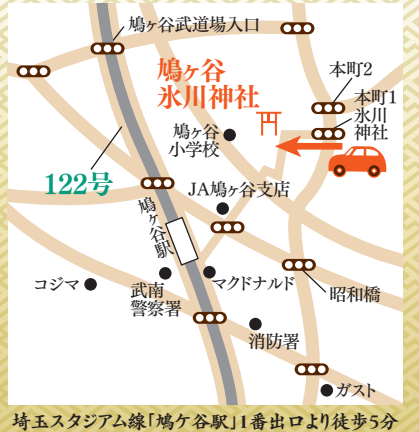 鳩ヶ谷武道場入口
鳩ヶ谷
氷川神社
本町2
本町1
氷川
神社
鳩ヶ谷
小学校
122号
JA鳩ヶ谷支店
鳩ヶ谷駅
コジマ
武南
警察署
マクドナルド
昭和橋
消防署
ガスト
埼玉スタジアム線「鳩ケ谷駅」1番出口より徒歩5分